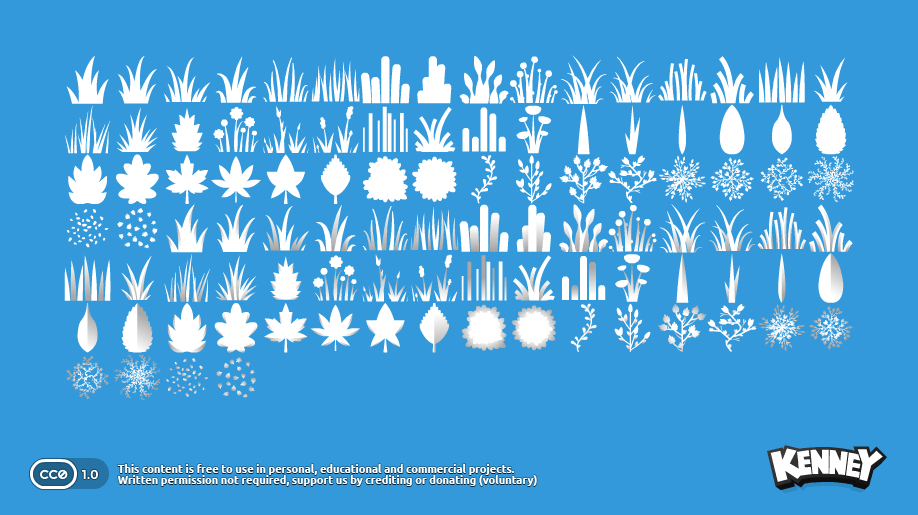 CC0 1.0
This content is free to use in personal, educational and commercial projects.
Written permission not required, support us by crediting or donating (voluntary)
KENNEY